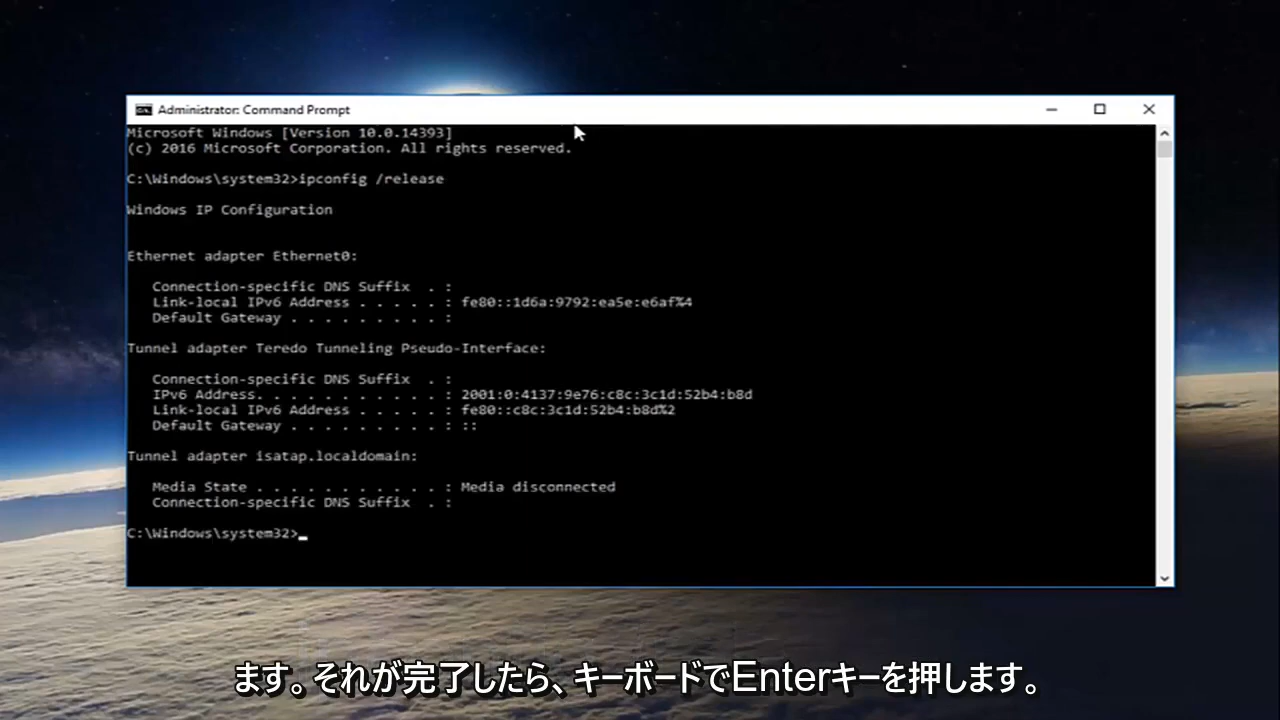 Administrator: Command Prompt
Microsoft Windows [Version 10.0.14393]
(c) 2016 Microsoft Corporation. All rights reserved.
C:\Windows\system32>ipconfig /release
Windows IP Configuration
Ethernet adapter Ethernet0:
Connection-specific DNS Suffix . :
Link-local IPv6 Address . . . . . : fe80::1d6a:9792:ea5e:e6af%4
Default Gateway . . . . . . . . . :
Tunnel adapter Teredo Tunneling Pseudo-Interface:
Connection-specific DNS Suffix . :
IPv6 Address. . . . . . . . . . . : 2001:0:4137:9e76:c8c:3c1d:52b4:b8d
Link-local IPv6 Address . . . . . : fe80::c8c:3c1d:52b4:b8d%2
Default Gateway . . . . . . . . . : ::
Tunnel adapter isatap.localdomain:
Media State . . . . . . . . . . . : Media disconnected
Connection-specific DNS Suffix . :
C:\Windows\system32>_
ます。それが完了したら、キーボードでEnterキーを押します。